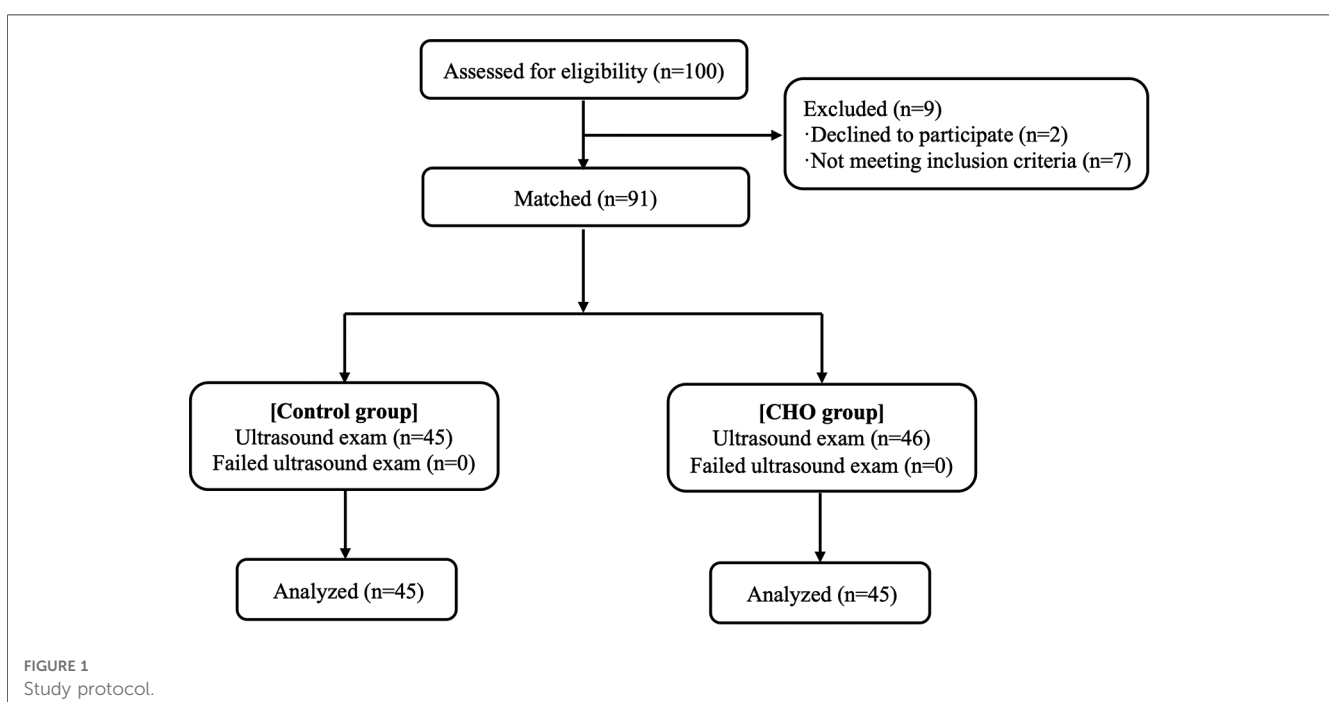 Assessed for eligibility (n=100)
Excluded (n=9)
·Declined to participate (n=2)
·Not meeting inclusion criteria (n=7)
Matched (n=91)
[Control group]
Ultrasound exam (n=45)
Failed ultrasound exam (n=0)
[CHO group]
Ultrasound exam (n=46)
Failed ultrasound exam (n=0)
Analyzed (n=45)
Analyzed (n=45)
FIGURE 1
Study protocol.